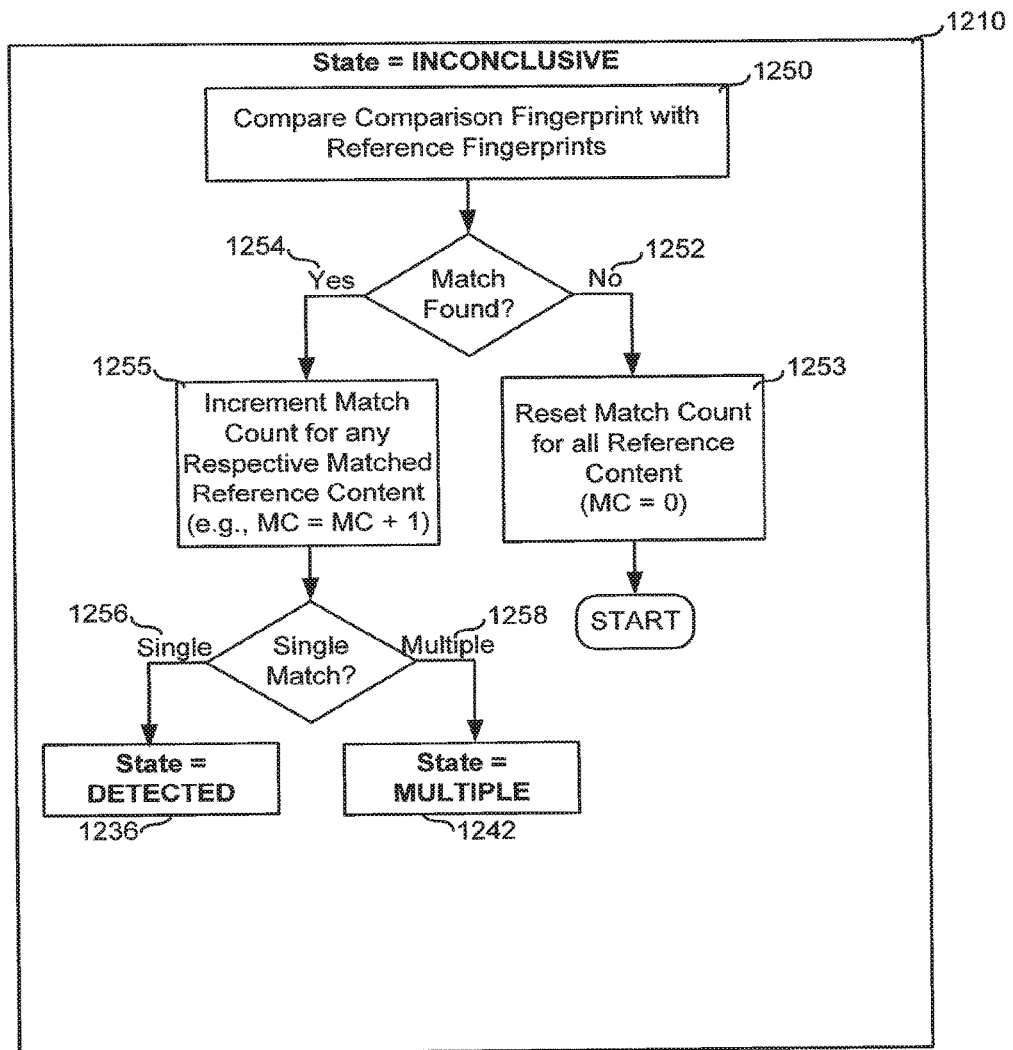 1210
State = INCONCLUSIVE
1250
Compare Comparison Fingerprint with
Reference Fingerprints
1254
Yes
Match
Found?
1252
No
1255
Increment Match
Count for any
Respective Matched
Reference Content
(e.g., MC = MC + 1)
1253
Reset Match Count
for all Reference
Content
(MC = 0)
START
1256
Single
Single
Match?
1258
Multiple
State =
DETECTED
1236
State =
MULTIPLE
1242